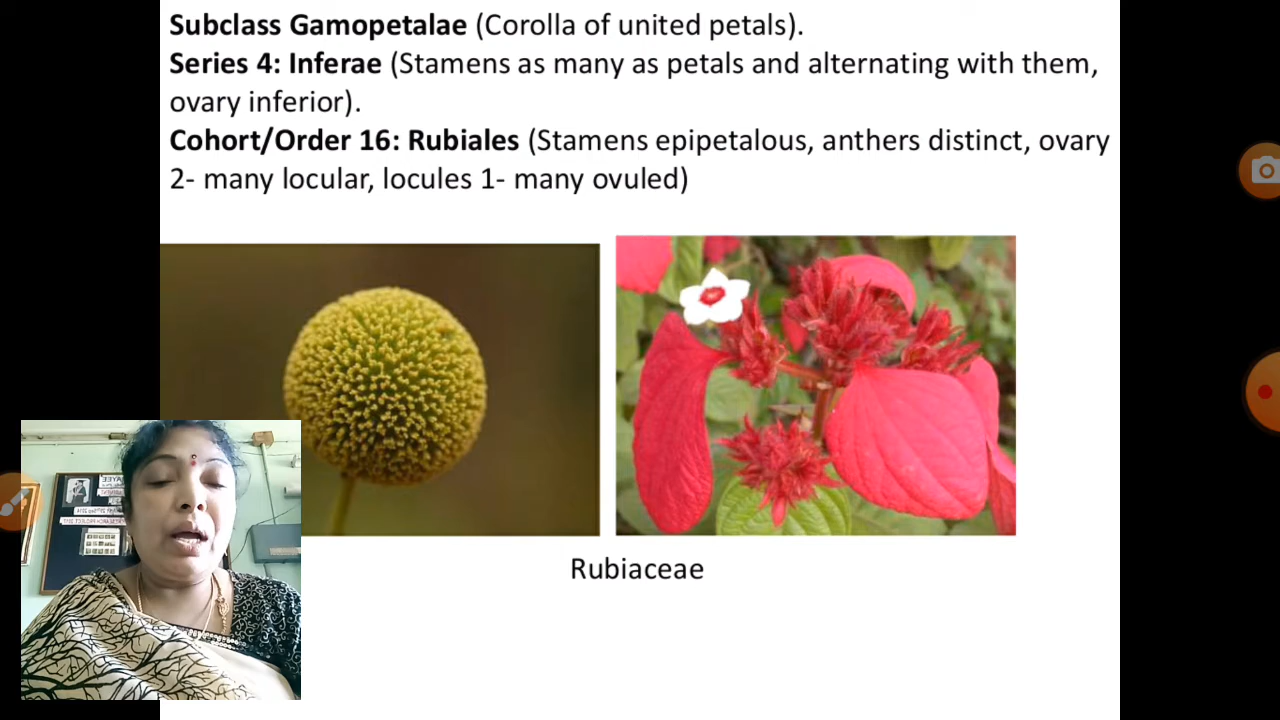 Subclass Gamopetalae (Corolla of united petals).
Series 4: Inferae (Stamens as many as petals and alternating with them,
ovary inferior).
Cohort/Order 16: Rubiales (Stamens epipetalous, anthers distinct, ovary
2- many locular, locules 1- many ovuled)
Rubiaceae